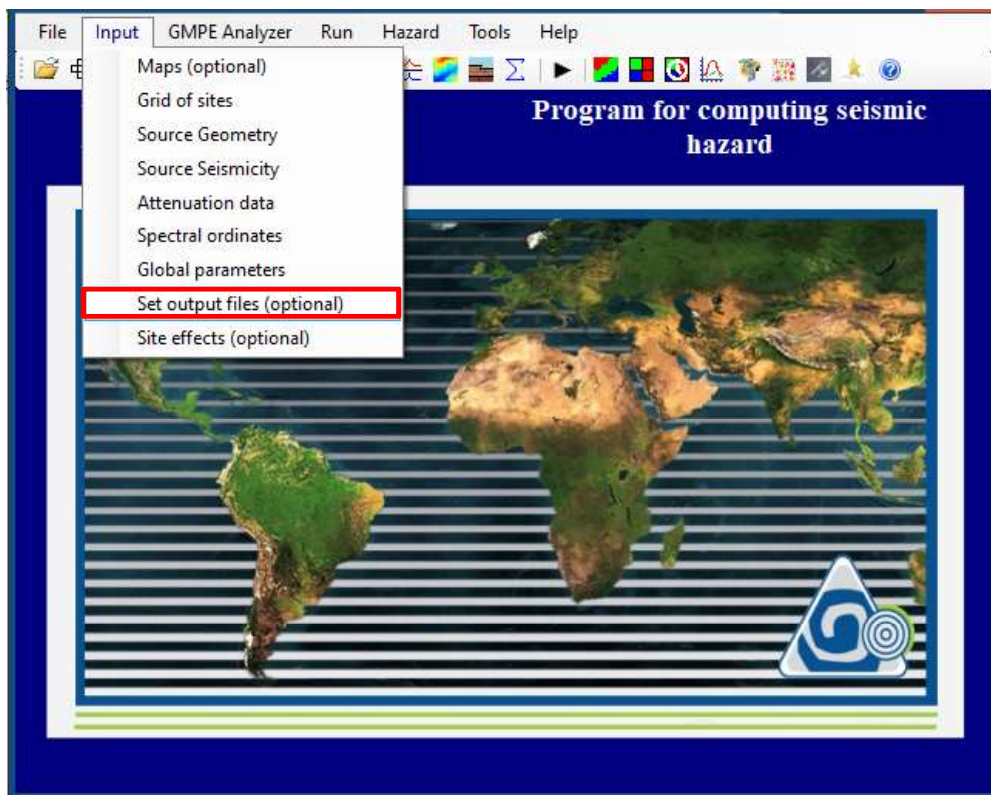 File Input GMPE Analyzer Run Hazard Tools Help
Maps (optional)
Grid of sites
Source Geometry
Source Seismicity
Attenuation data
Spectral ordinates
Global parameters
Set output files (optional)
Site effects (optional)
Program for computing seismic
hazard